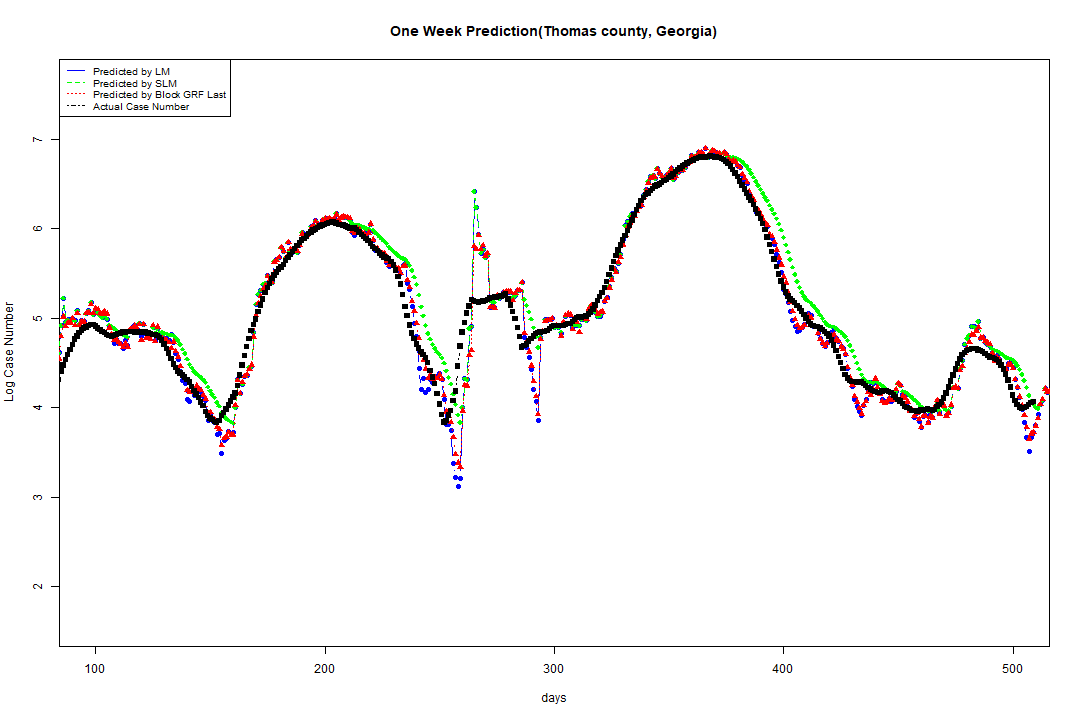 One Week Prediction(Thomas county, Georgia)
Predicted by LM
Predicted by SLM
Predicted by Block GRF Last
Actual Case Number
Log Case Number
7
6
5
4
3
2
100 200 300 400 500
days